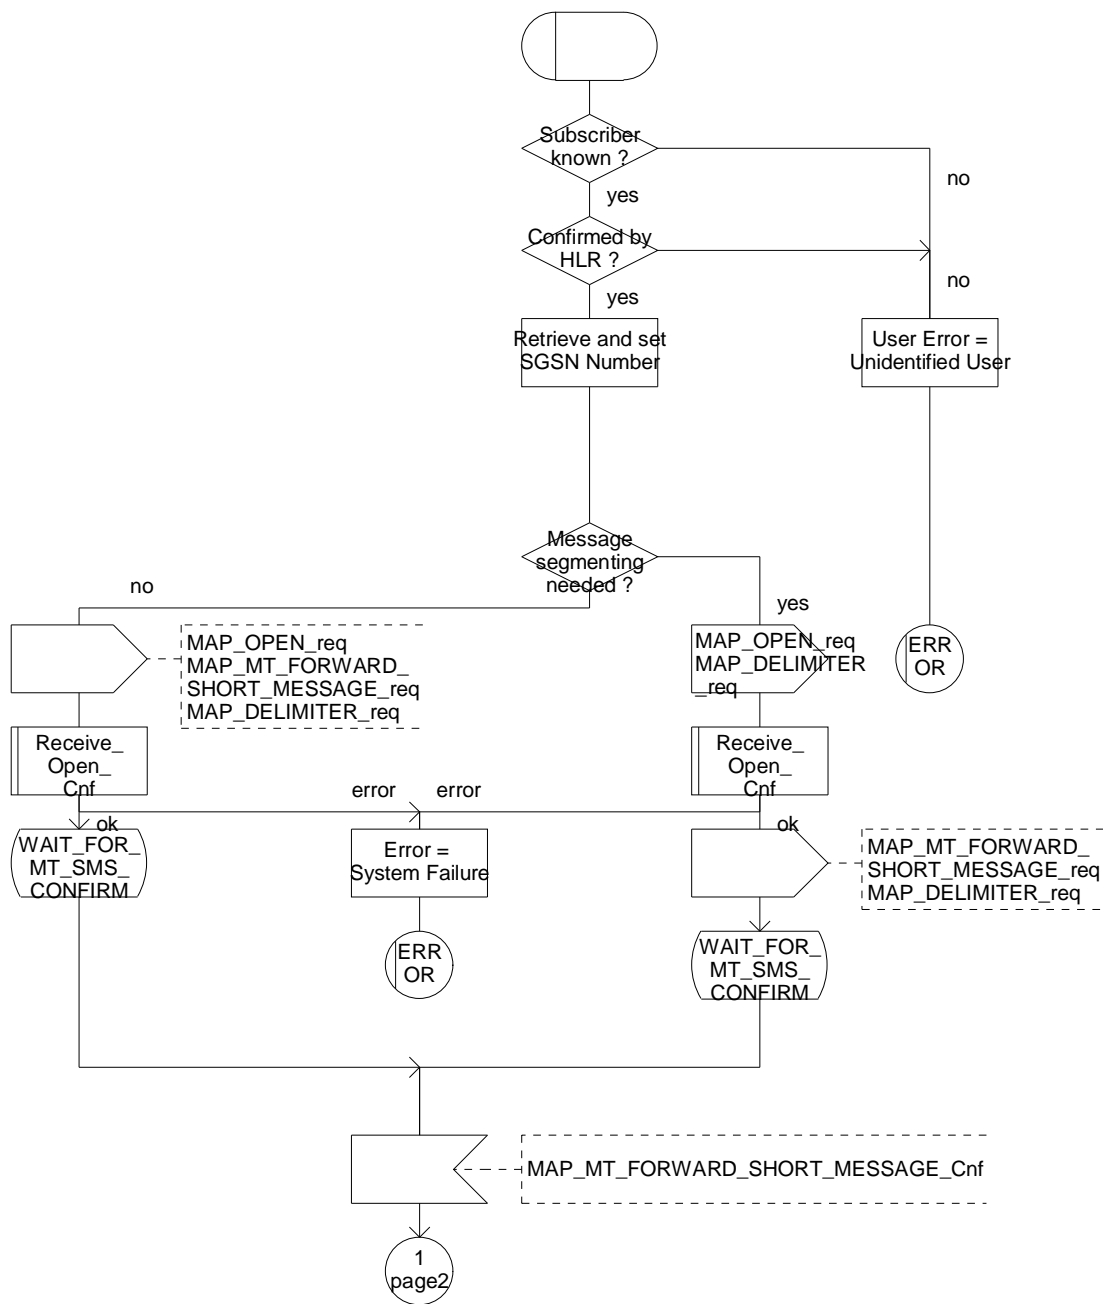 Subscriber
known ?
no
yes
Confirmed by
HLR ?
no
yes
Retrieve and set
SGSN Number
User Error =
Unidentified User
Message
segmenting
needed ?
no
yes
MAP_OPEN_req
MAP_MT_FORWARD_
SHORT_MESSAGE_req
MAP_DELIMITER_req
MAP_OPEN_req
MAP_DELIMITER
_req
ERR
OR
Receive_
Open_
Cnf
Receive_
Open_
Cnf
error
error
ok
ok
WAIT_FOR_
MT_SMS_
CONFIRM
Error =
System Failure
MAP_MT_FORWARD_
SHORT_MESSAGE_req
MAP_DELIMITER_req
ERR
OR
WAIT_FOR_
MT_SMS_
CONFIRM
MAP_MT_FORWARD_SHORT_MESSAGE_Cnf
1
page2